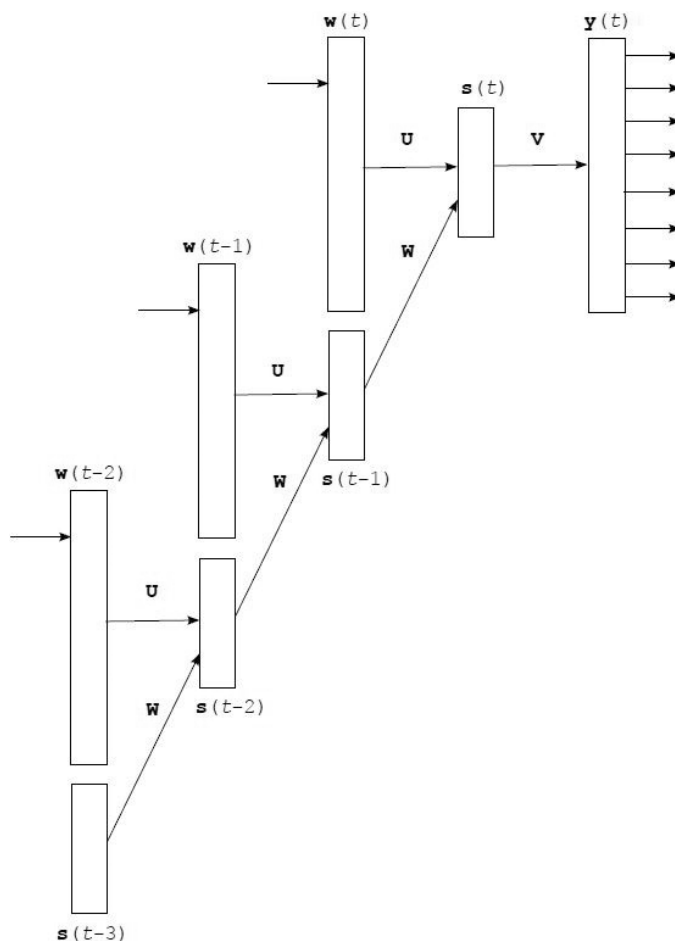 w(t)
y(t)
s(t)
U
V
w(t-1)
W
U
s(t-1)
w(t-2)
W
U
s(t-2)
W
s(t-3)